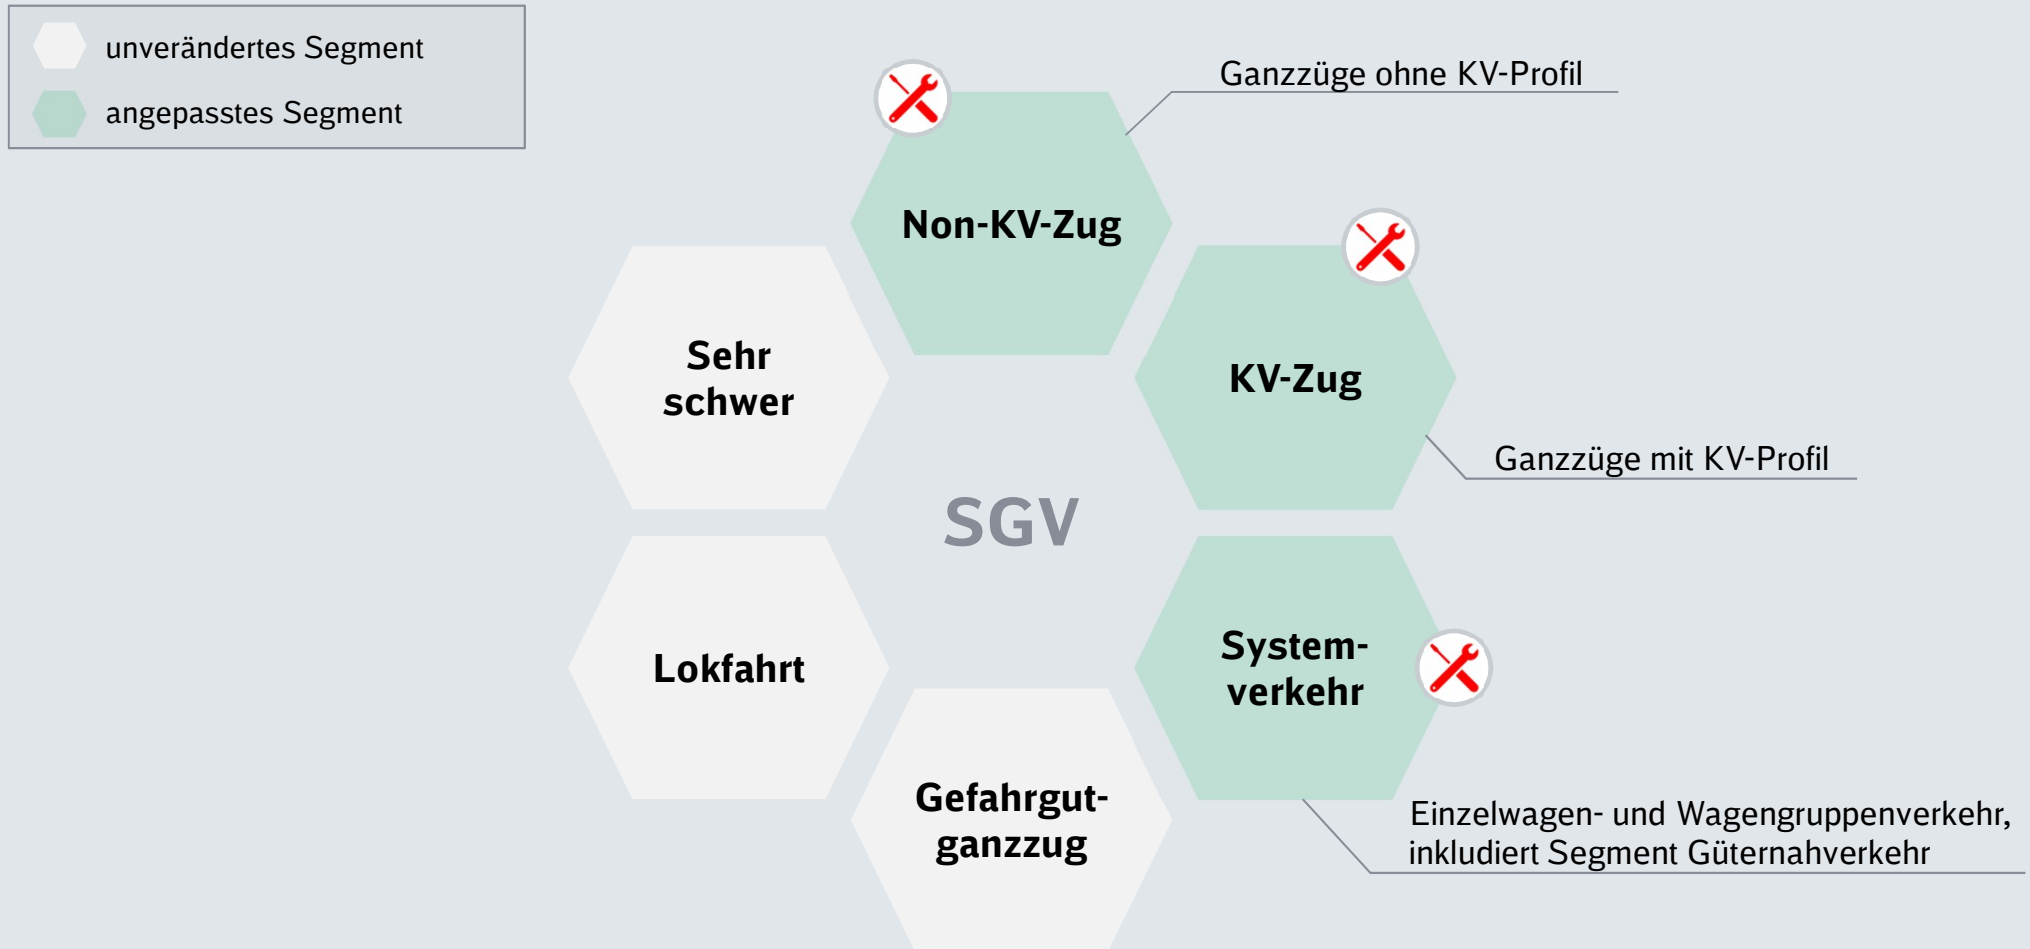 unverändertes Segment
angepasstes Segment
Ganzzüge ohne KV-Profil
Non-KV-Zug
Sehr
schwer
KV-Zug
Ganzzüge mit KV-Profil
SGV
Lokfahrt
System-
verkehr
Gefahrgut-
ganzzug
Einzelwagen- und Wagengruppenverkehr,
inkludiert Segment Güternahverkehr